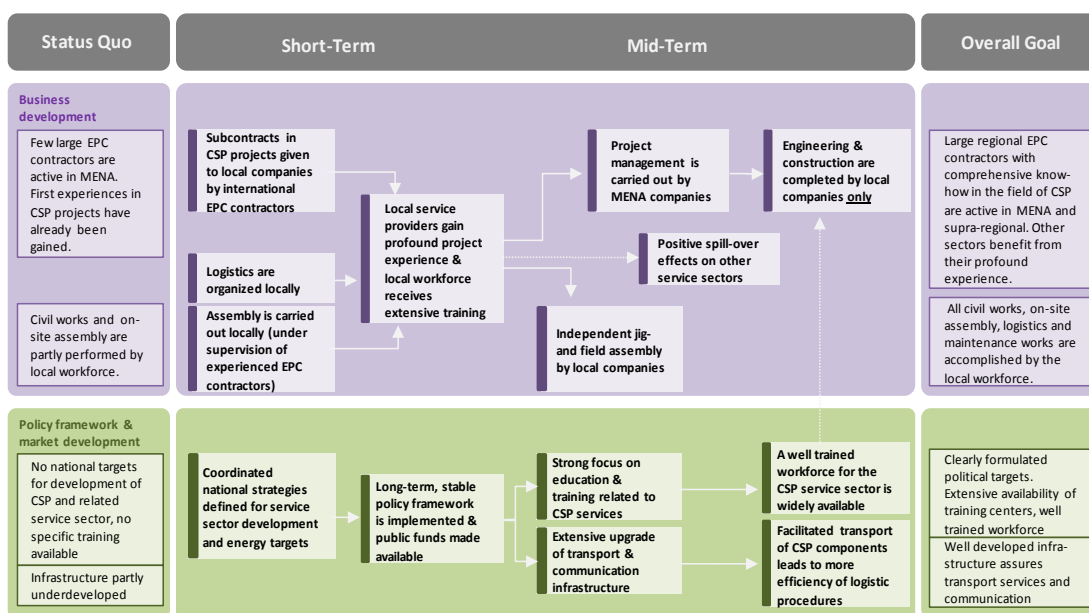 Status Quo
Short-Term
Mid-Term
Overall Goal
Business
development
Few large EPC
contractors are
active in MENA.
First experiences in
CSP projects have
already been
gained.
Civil works and on-
site assembly are
partly performed by
local workforce.
Subcontracts in
CSP projects given
to local companies
by international
EPC contractors
Logistics are
organized locally
Assembly is carried
out locally (under
supervision of
experienced EPC
contractors)
Local service
providers gain
profound project
experience &
local workforce
receives
extensive training
Project
management is
carried out by
MENA companies
Positive spill-over
effects on other
service sectors
Independent jig-
and field assembly
by local companies
Engineering &
construction are
completed by local
companies only
Large regional EPC
contractors with
comprehensive know-
how in the field of CSP
are active in MENA and
supra-regional. Other
sectors benefit from
their profound
experience.
All civil works, on-site
assembly, logistics and
maintenance works are
accomplished by the
local workforce.
Policy framework &
market development
No national targets
for development of
CSP and related
service sector, no
specific training
available
Infrastructure partly
underdeveloped
Coordinated
national strategies
defined for service
sector development
and energy targets
Long-term, stable
policy framework
is implemented &
public funds made
available
Strong focus on
education &
training related to
CSP services
Extensive upgrade
of transport &
communication
infrastructure
A well trained
workforce for the
CSP service sector is
widely available
Facilitated transport
of CSP components
leads to more
efficiency of logistic
procedures
Clearly formulated
political targets.
Extensive availability of
training centers, well
trained workforce
Well developed infra-
structure assures
transport services and
communication